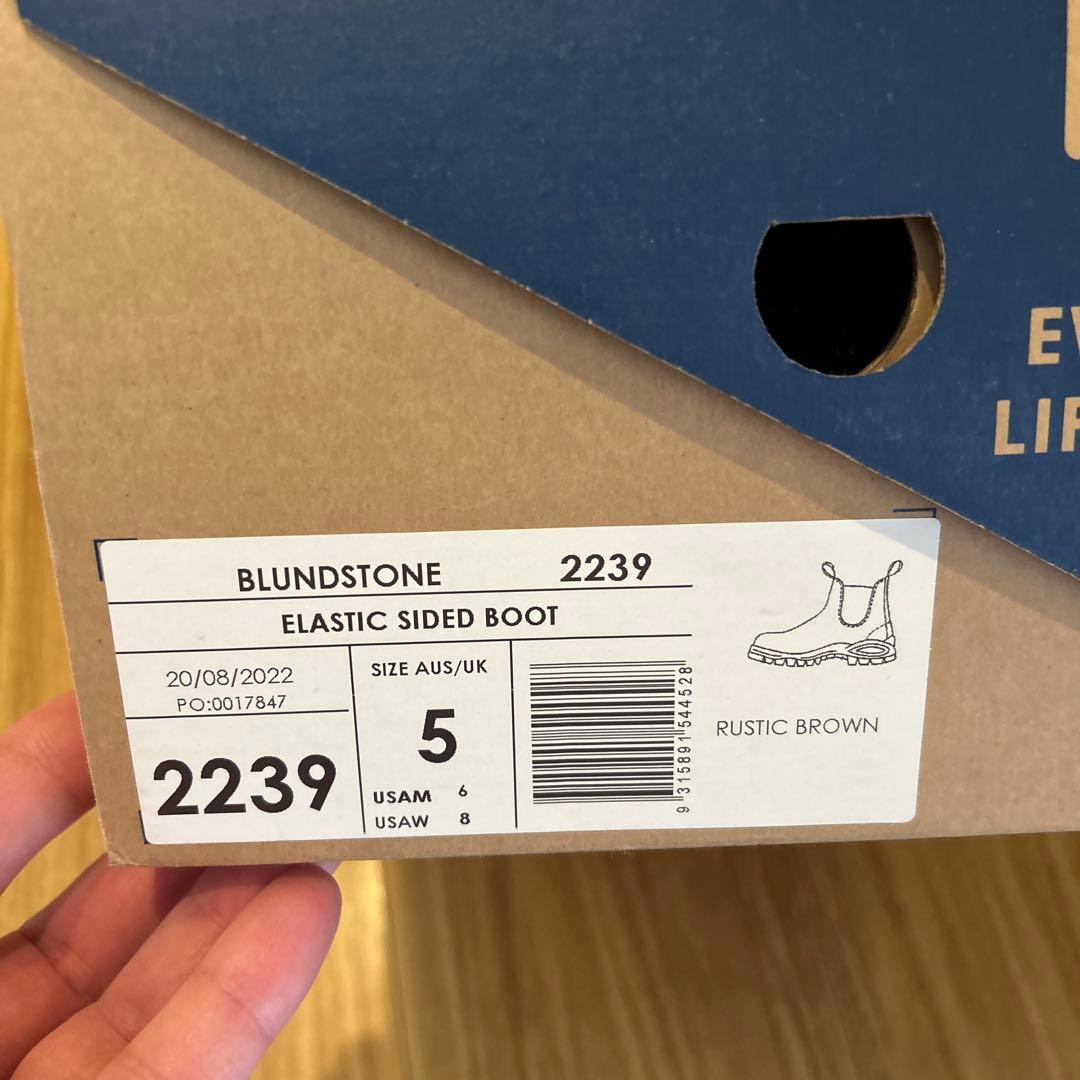 BLUNDSTONE 2239
ELASTIC SIDED BOOT
20/08/2022
PO:0017847
2239
SIZE AUS/UK
5
USAM 6
USAW 8
9 315891 544528
RUSTIC BROWN